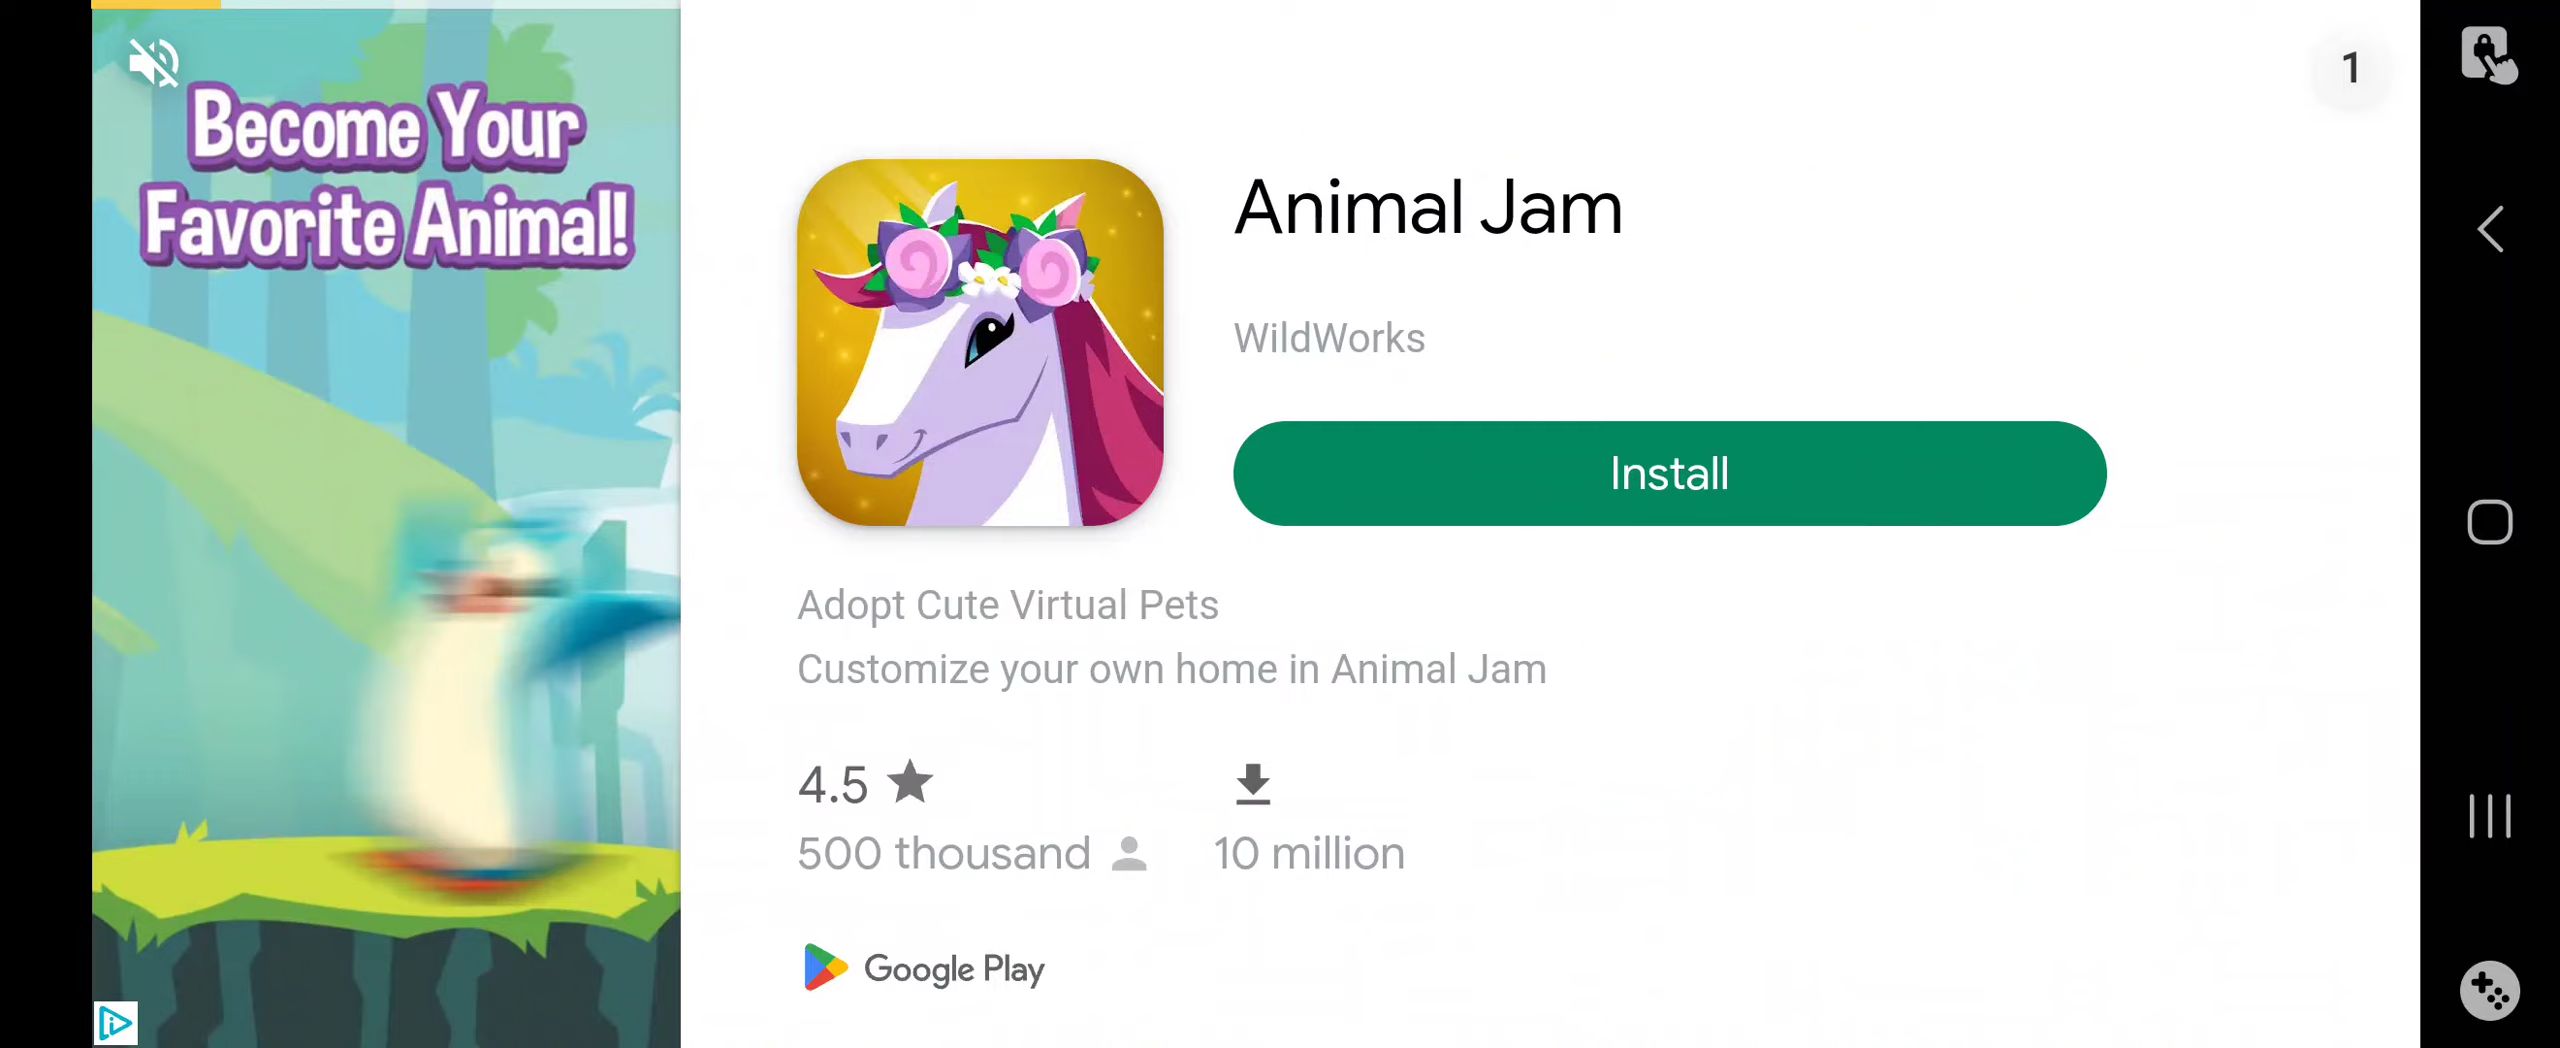 Become Your
Favorite Animal!
1
Animal Jam
WildWorks
Install
Adopt Cute Virtual Pets
Customize your own home in Animal Jam
4.5
500 thousand
10 million
Google Play